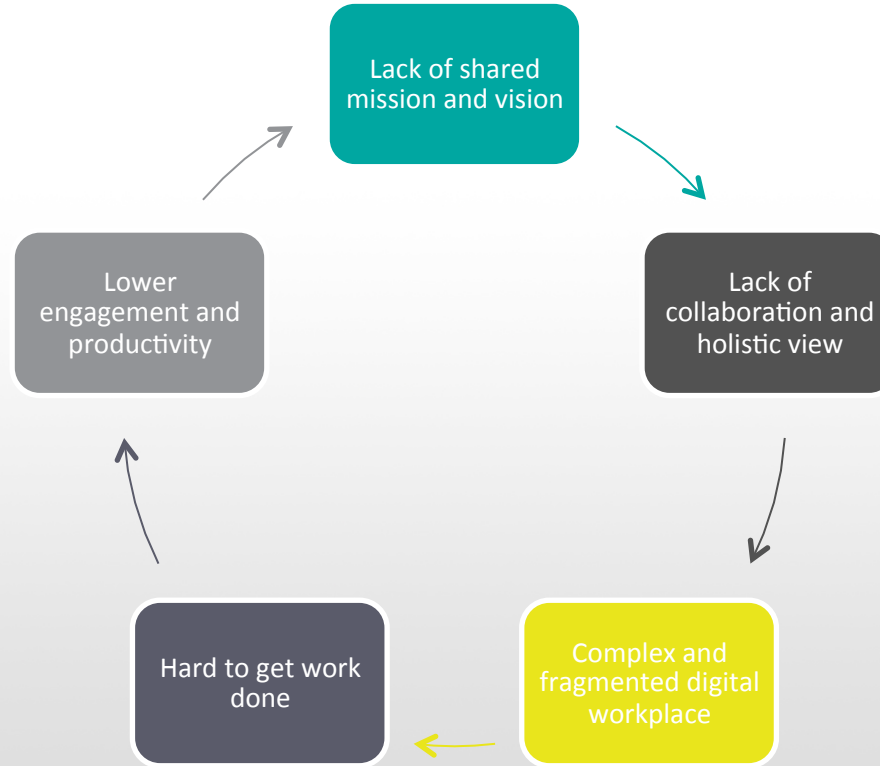 Lack of shared
mission and vision
Lack of
collaboration and
holistic view
Complex and
fragmented digital
workplace
Hard to get work
done
Lower
engagement and
productivity